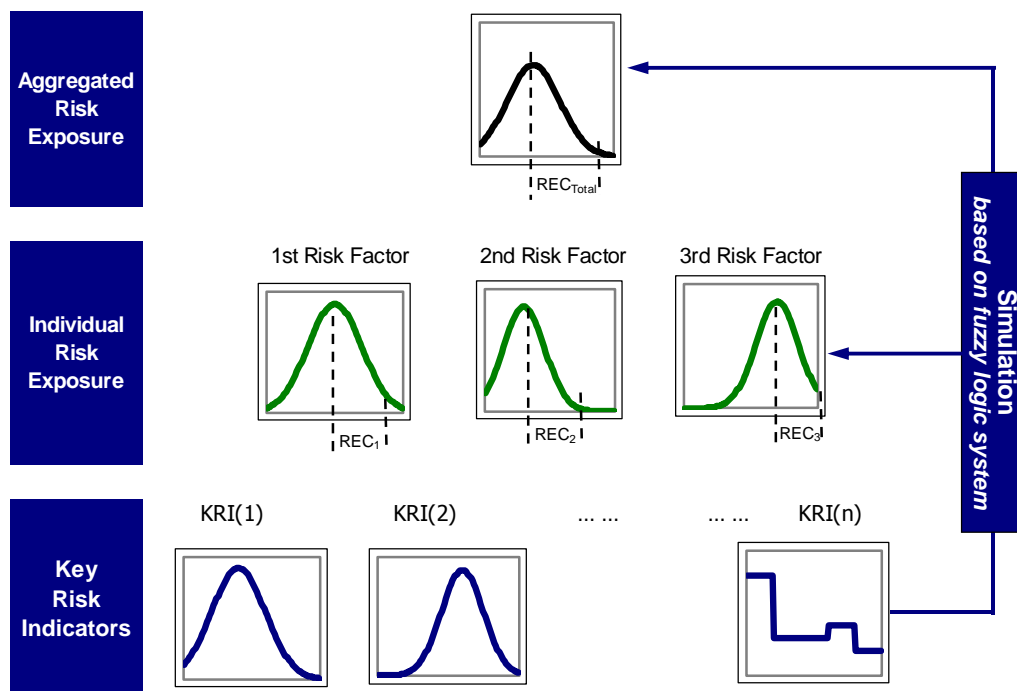 Aggregated
Risk
Exposure
REC_Total
1st Risk Factor
2nd Risk Factor
3rd Risk Factor
Individual
Risk
Exposure
REC₁
REC₂
REC₃
Simulation
based on fuzzy logic system
KRI(1)
KRI(2)
... ...
... ...
KRI(n)
Key
Risk
Indicators